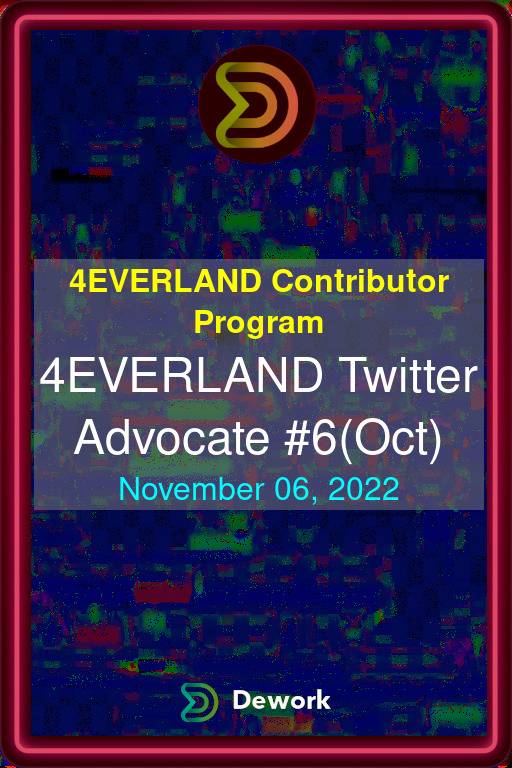 4EVERLAND Contributor
Program
4EVERLAND Twitter
Advocate #6(Oct)
November 06, 2022
Dework